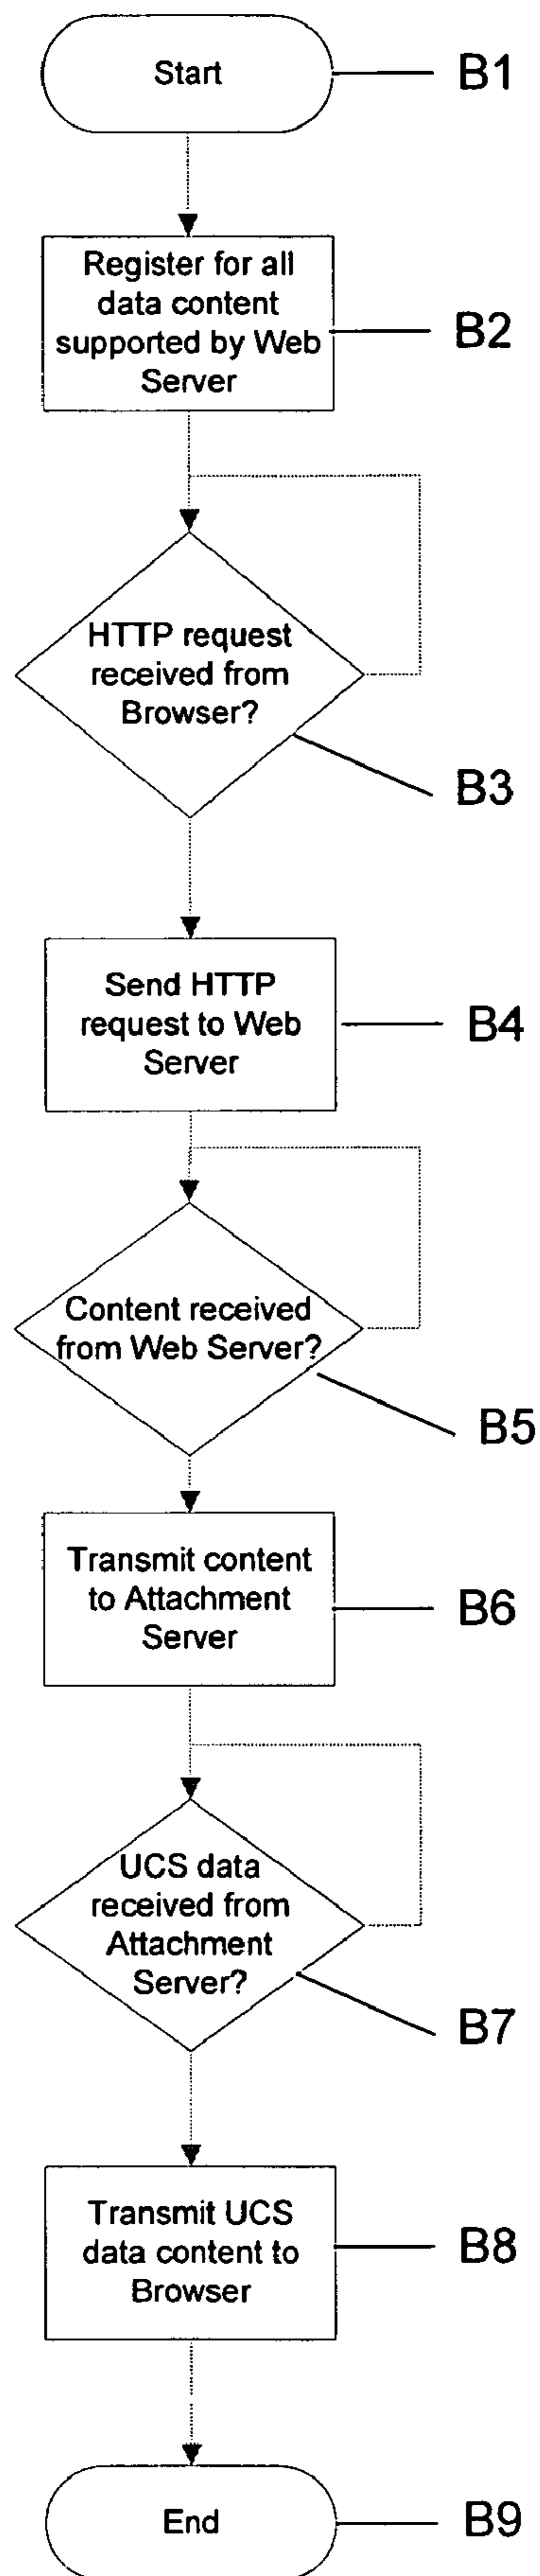 Start
B1
Register for all
data content
supported by Web
Server
B2
HTTP request
received from
Browser?
B3
Send HTTP
request to Web
Server
B4
Content received
from Web Server?
B5
Transmit content
to Attachment
Server
B6
UCS data
received from
Attachment
Server?
B7
Transmit UCS
data content to
Browser
B8
End
B9